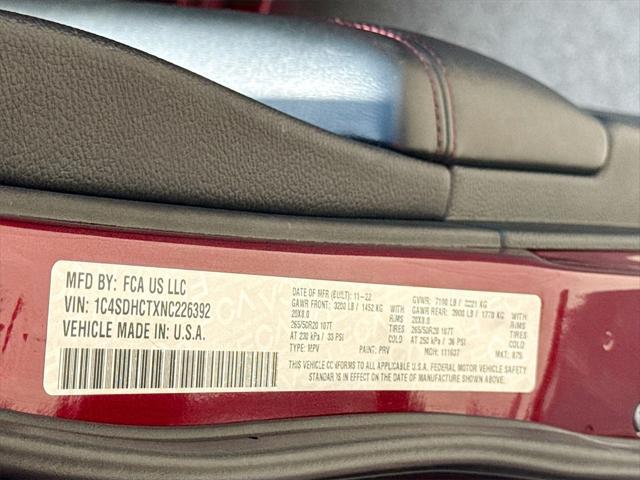 MFD BY: FCA US LLC
VIN: 1C4SDHCTXNC226392
VEHICLE MADE IN: U.S.A.
DATE OF MFR (BUILT): 11-22
GAWR FRONT: 3200 LB / 1452 KG
20X8.0 WITH RIMS
265/50R20 107T TIRES
AT 230 kPa / 33 PSI COLD
TYPE: MPV PAINT: PRV
GVWR: 7100 LB / KG
GAWR REAR: 3900 LB / KG
20X8.0 WITH RIMS
265/50R20 107T TIRES
AT 250 kPa / 36 PSI COLD
MDH: 111607 MKT: 875
THIS VEHICLE CONFORMS TO ALL APPLICABLE U.S.A. FEDERAL MOTOR VEHICLE SAFETY
STANDARDS IN EFFECT ON THE DATE OF MANUFACTURE SHOWN ABOVE.